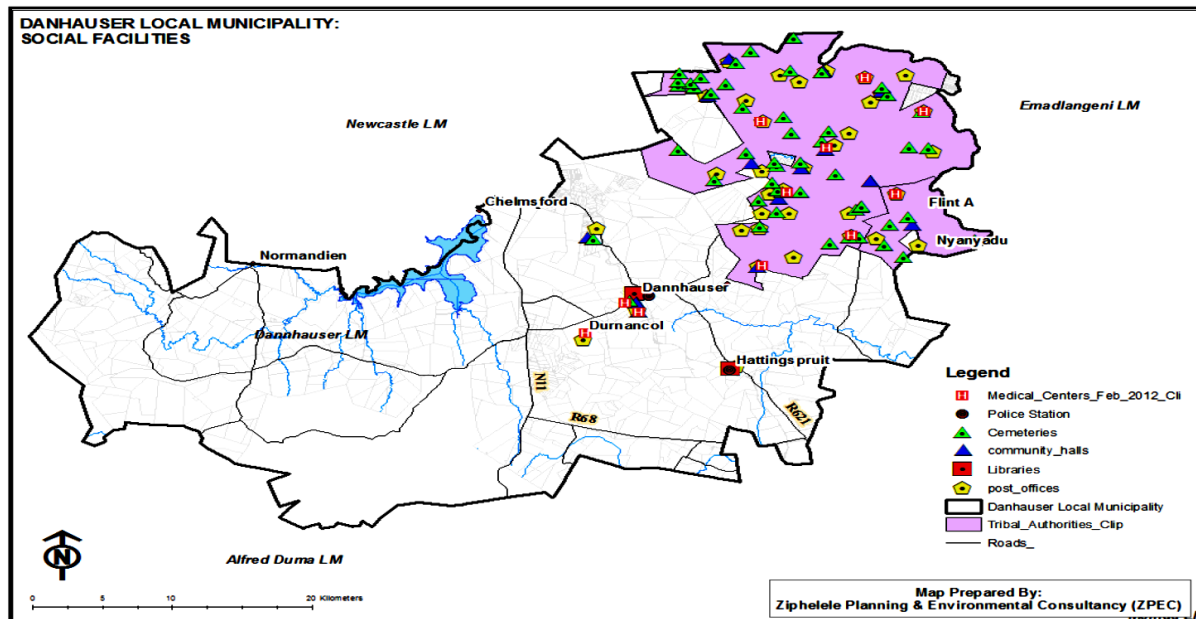 DANHAUSER LOCAL MUNICIPALITY:
SOCIAL FACILITIES
Newcastle LM
Emadlangeni LM
Chelmsford
Flint A
Normandien
Nyanyadu
Dannhauser
Durnancol
Dannhauser LM
Hattingspruit
N11
R68
R621
Alfred Duma LM
Legend
H Medical_Centers_Feb_2012_Cli
Police Station
Cemeteries
community_halls
Libraries
post_offices
Danhauser Local Municipality
Tribal_Authorities_Clip
Roads_
N
0 5 10 20 Kilometers
Map Prepared By:
Ziphelele Planning & Environmental Consultancy (ZPEC)